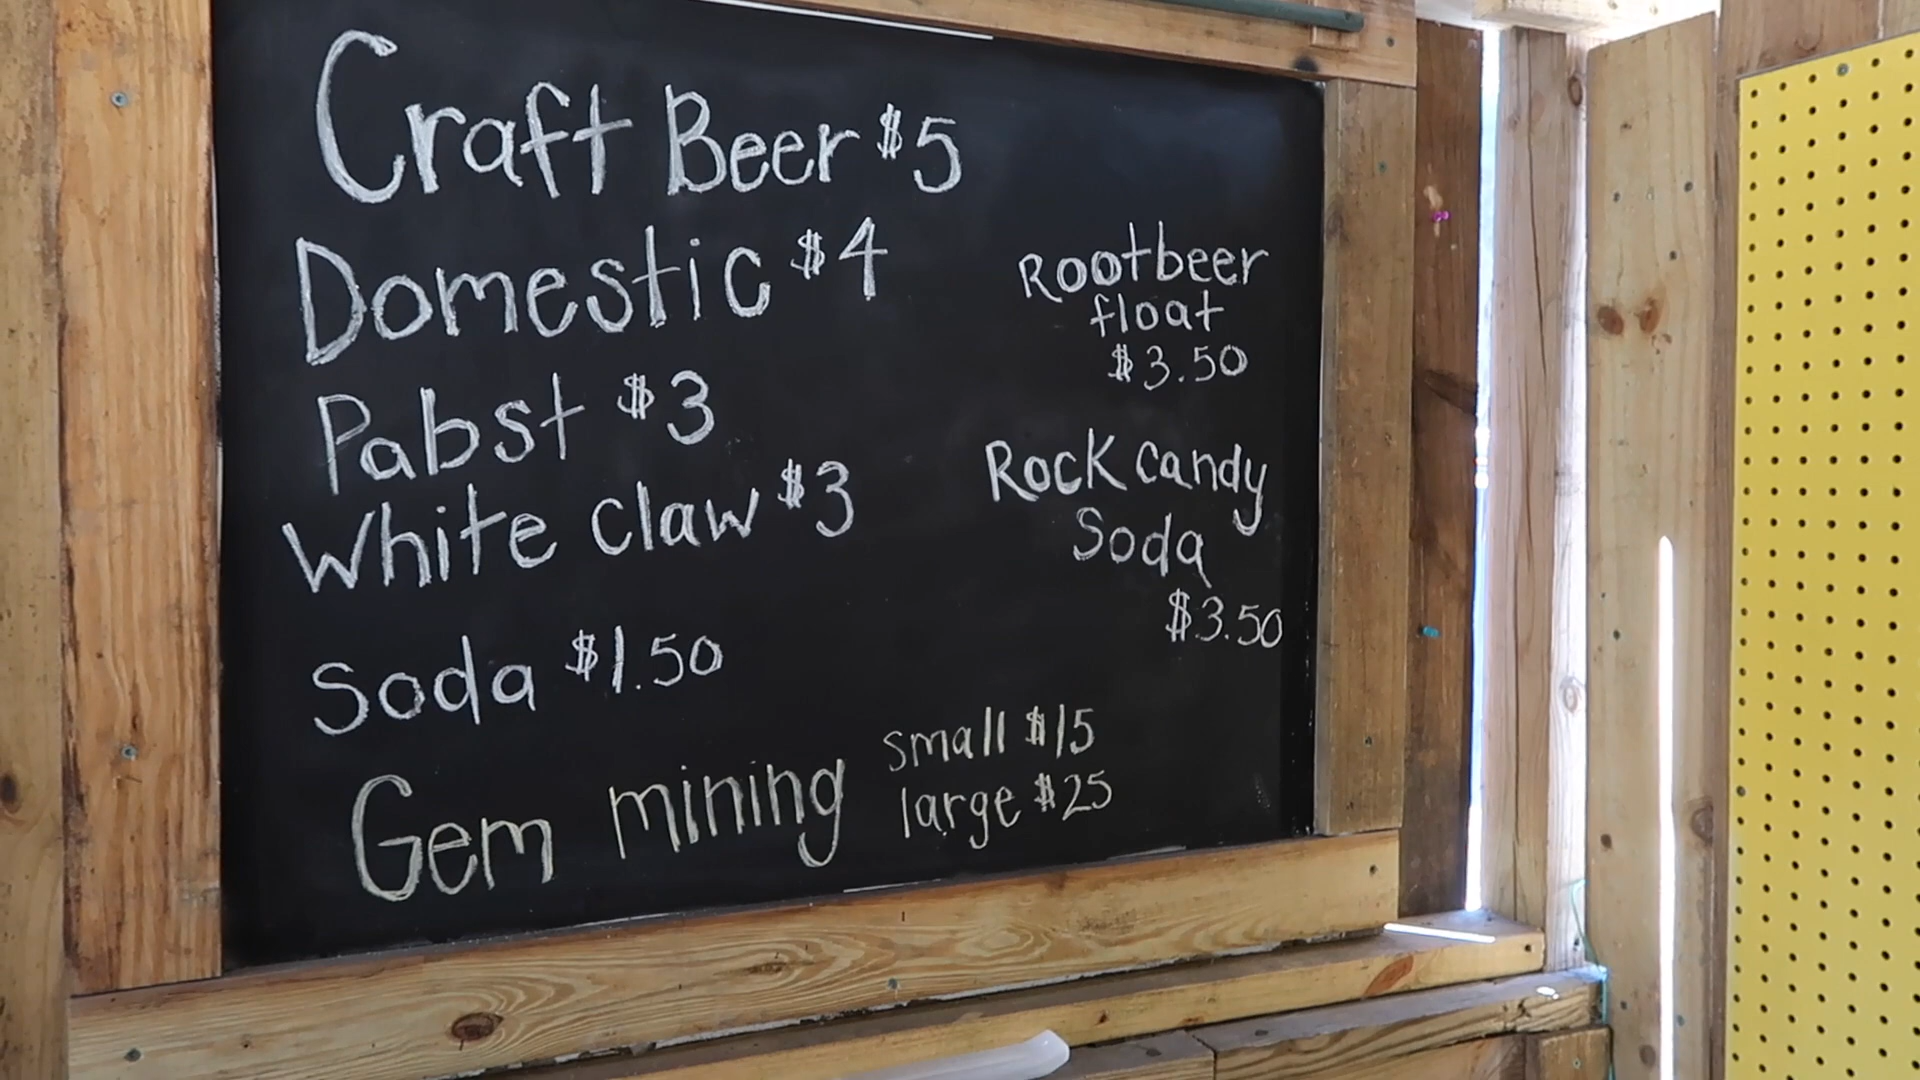 Craft Beer $5
Domestic $4
Pabst $3
White claw $3
Soda $1.50
Rootbeer
float
$3.50
Rock candy
Soda
$3.50
Gem mining
small $15
large $25